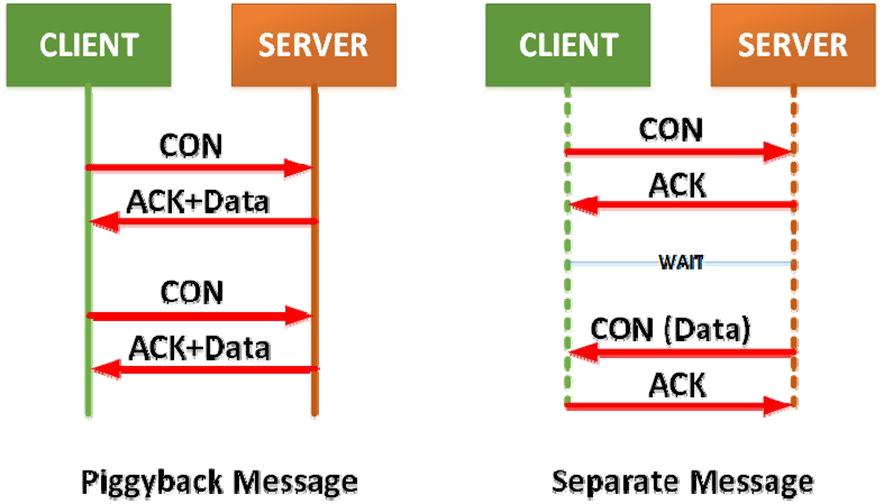 CLIENT
SERVER
CON
ACK+Data
CON
ACK+Data
Piggyback Message
CLIENT
SERVER
CON
ACK
WAIT
CON (Data)
ACK
Separate Message